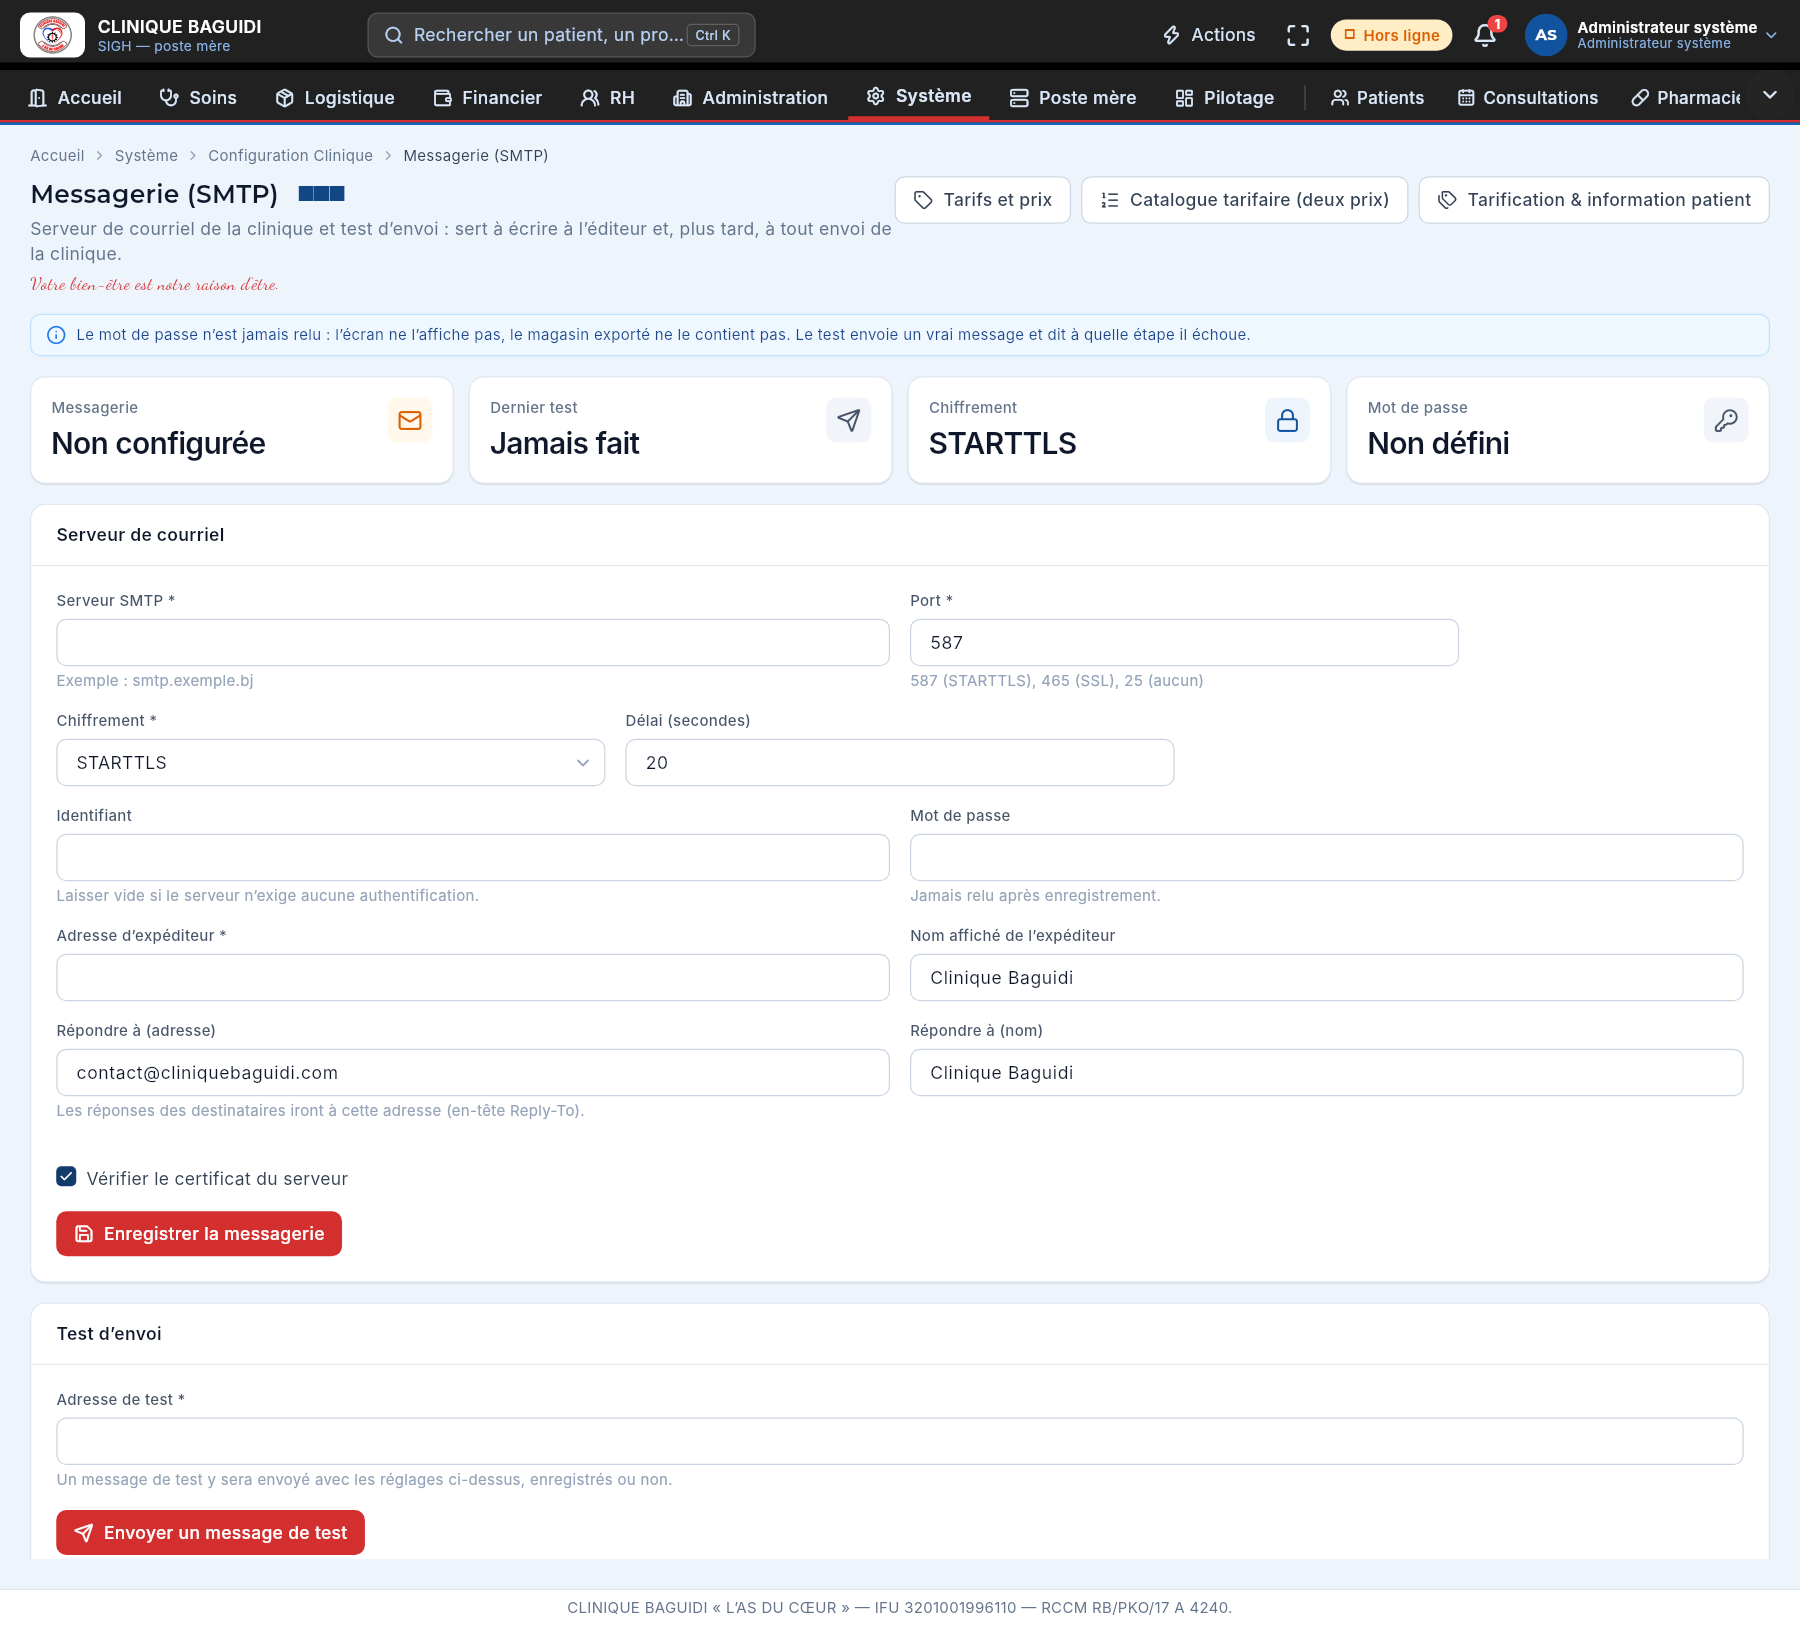 CLINIQUE BAGUIDI
SIGH — poste mère
Rechercher un patient, un pro... Ctrl K
Actions
Hors ligne
1
AS
Administrateur système
Administrateur système
Accueil
Soins
Logistique
Financier
RH
Administration
Système
Poste mère
Pilotage
Patients
Consultations
Pharmacie
Accueil > Système > Configuration Clinique > Messagerie (SMTP)
Messagerie (SMTP)
Tarifs et prix
Catalogue tarifaire (deux prix)
Tarification & information patient
Serveur de courriel de la clinique et test d’envoi : sert à écrire à l’éditeur et, plus tard, à tout envoi de
la clinique.
Votre bien-être est notre raison d'être.
Le mot de passe n’est jamais relu : l’écran ne l’affiche pas, le magasin exporté ne le contient pas. Le test envoie un vrai message et dit à quelle étape il échoue.
Messagerie
Non configurée
Dernier test
Jamais fait
Chiffrement
STARTTLS
Mot de passe
Non défini
Serveur de courriel
Serveur SMTP *
Port *
587
Exemple : smtp.exemple.bj
587 (STARTTLS), 465 (SSL), 25 (aucun)
Chiffrement *
Délai (secondes)
STARTTLS
20
Identifiant
Mot de passe
Laisser vide si le serveur n’exige aucune authentification.
Jamais relu après enregistrement.
Adresse d’expéditeur *
Nom affiché de l’expéditeur
Clinique Baguidi
Répondre à (adresse)
Répondre à (nom)
contact@cliniquebaguidi.com
Clinique Baguidi
Les réponses des destinataires iront à cette adresse (en-tête Reply-To).
Vérifier le certificat du serveur
Enregistrer la messagerie
Test d’envoi
Adresse de test *
Un message de test y sera envoyé avec les réglages ci-dessus, enregistrés ou non.
Envoyer un message de test
CLINIQUE BAGUIDI « L’AS DU CŒUR » — IFU 3201001996110 — RCCM RB/PKO/17 A 4240.